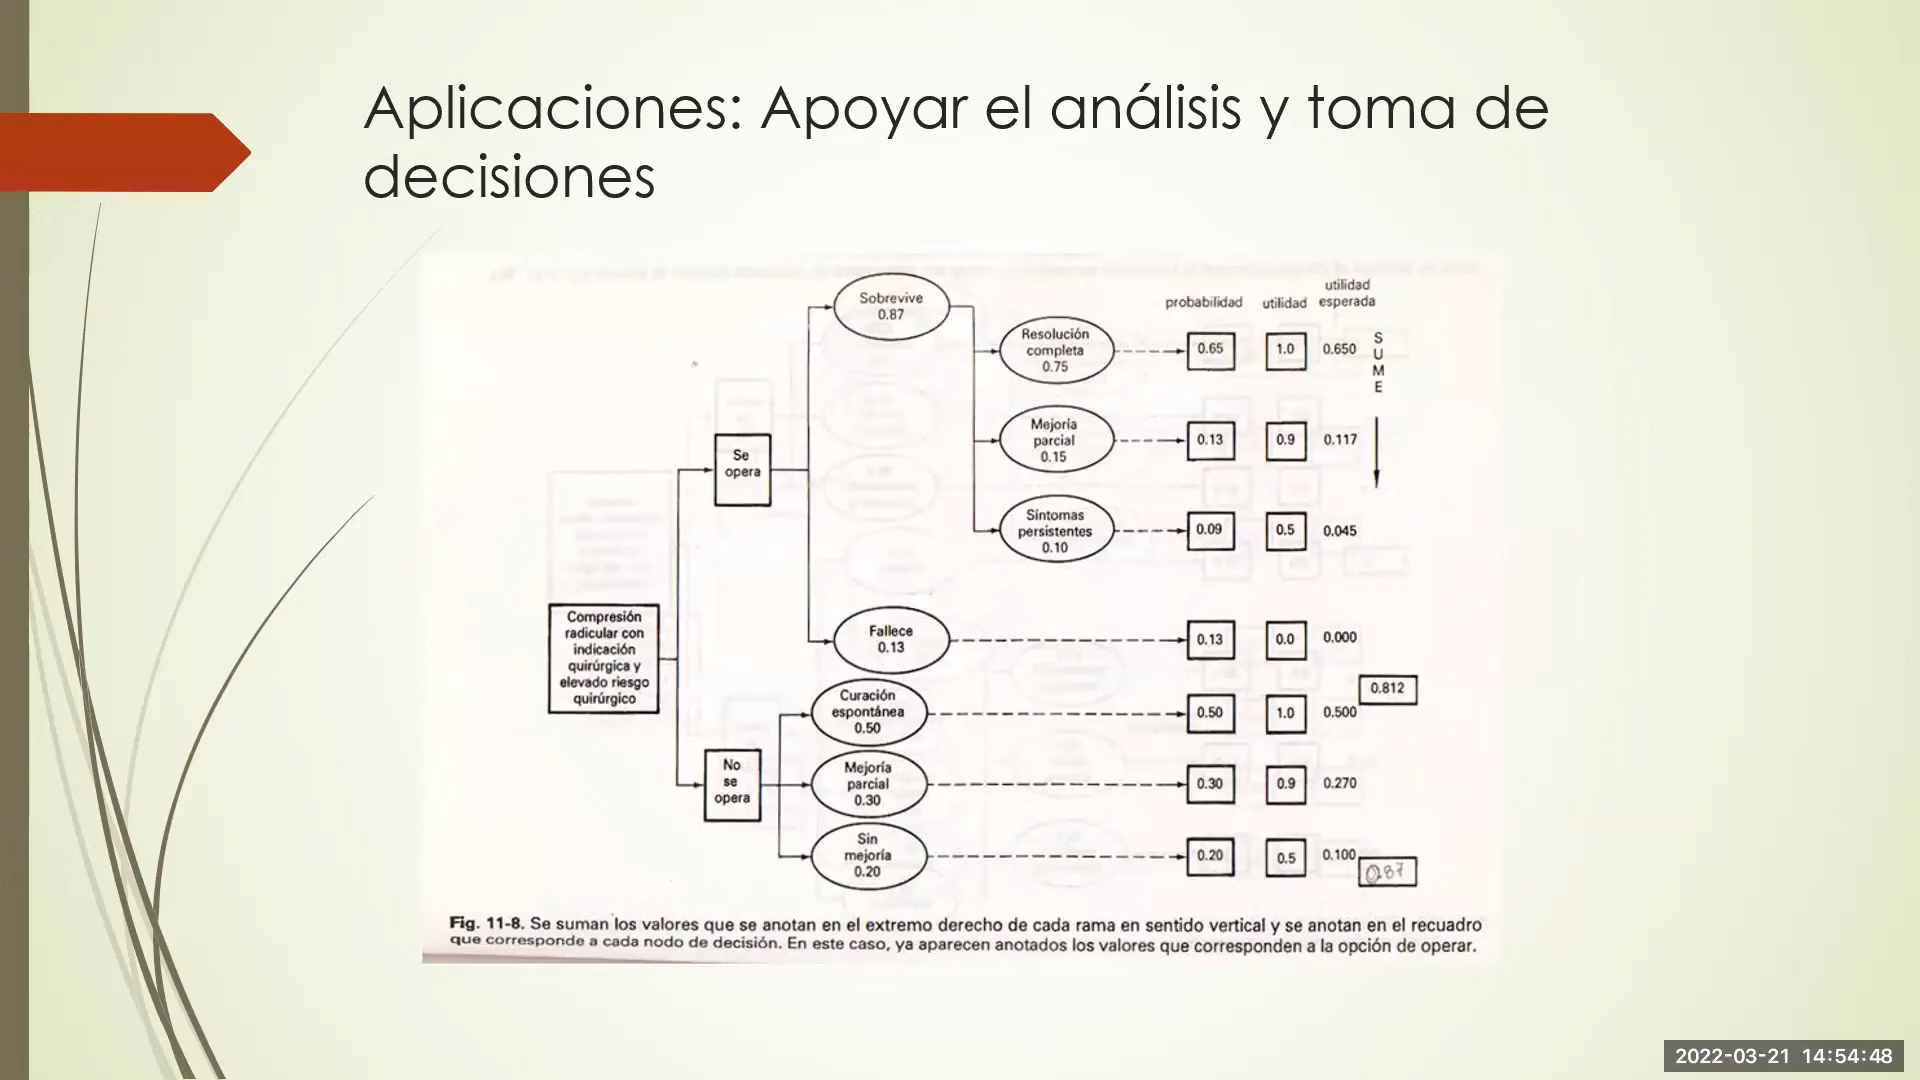 Aplicaciones: Apoyar el análisis y toma de
decisiones
probabilidad
utilidad
utilidad
esperada
Sobrevive
0.87
Resolución
completa
0.75
0.65
1.0
0.650
S
U
M
E
Mejoría
parcial
0.15
0.13
0.9
0.117
Se
opera
Síntomas
persistentes
0.10
0.09
0.5
0.045
Compresión
radicular con
indicación
quirúrgica y
elevado riesgo
quirúrgico
Fallece
0.13
0.13
0.0
0.000
0.812
Curación
espontánea
0.50
0.50
1.0
0.500
No
se
opera
Mejoría
parcial
0.30
0.30
0.9
0.270
Sin
mejoría
0.20
0.20
0.5
0.100
0.87
Fig. 11-8. Se suman los valores que se anotan en el extremo derecho de cada rama en sentido vertical y se anotan en el recuadro
que corresponde a cada nodo de decisión. En este caso, ya aparecen anotados los valores que corresponden a la opción de operar.
2022-03-21 14:54:48